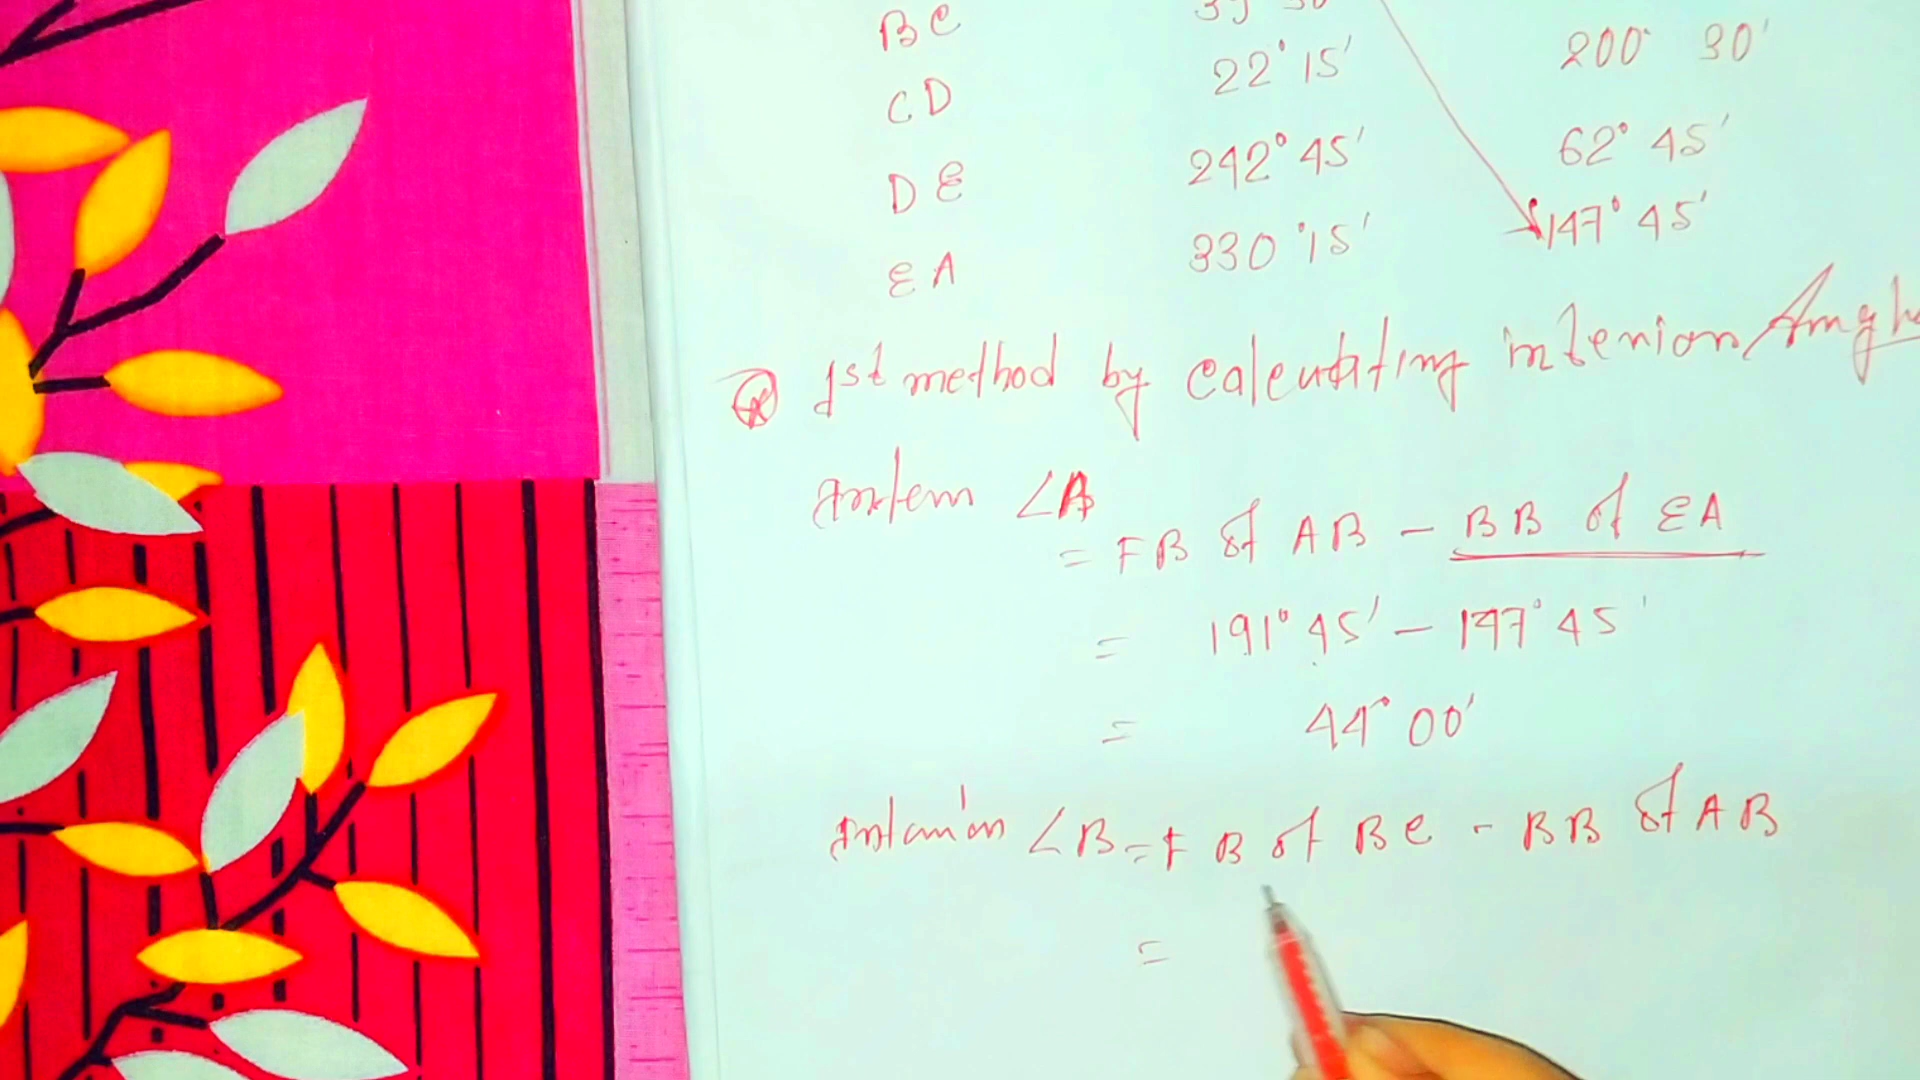 BC
CD 22° 15' 200° 30'
DE 242° 45' 62° 45'
EA 330° 15' 147° 45'
1st method by calculating interior Angle
∠A
= FB of AB - BB of EA
= 191° 45' - 147° 45'
= 44° 00'
∠B = FB of BC - BB of AB
=